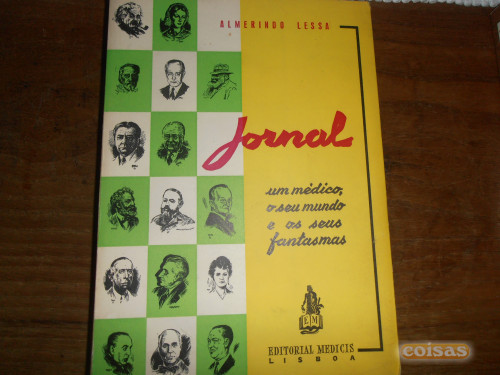 ALMERINDO LESSA
Jornal
um médico,
o seu mundo
e os seus
fantasmas
EM
EDITORIAL MEDICIS
LISBOA
coisas